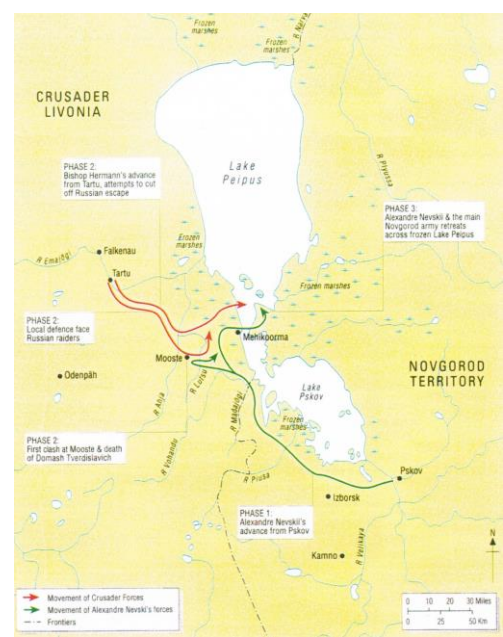 Frozen
marshes
R Narva
Frozen
marshes
CRUSADER
LIVONIA
Lake
Peipus
R Plyussa
PHASE 2:
Bishop Hermann's advance
from Tartu, attempts to cut
off Russian escape
PHASE 3:
Alexandre Nevskii & the main
Novgorod army retreats
across frozen Lake Peipus
Frozen
marshes
Frozen
marshes
R Emajõgi
Falkenau
Tartu
Frozen marshes
PHASE 2:
Local defence face
Russian raiders
Mehikoorma
Mooste
NOVGOROD
TERRITORY
Odenpäh
R Ahja
R Lutsu
Lake
Pskov
Frozen
marshes
PHASE 2:
First clash at Mooste & death
of Domash Tverdislavich
R Vohandu
R Piusa
Pskov
Izborsk
PHASE 1:
Alexandre Nevskii's
advance from Pskov
Kamno
R Velikaya
N
Movement of Crusader Forces
Movement of Alexandre Nevski's forces
Frontiers
0 10 20 30 Miles
0 25 50 Km